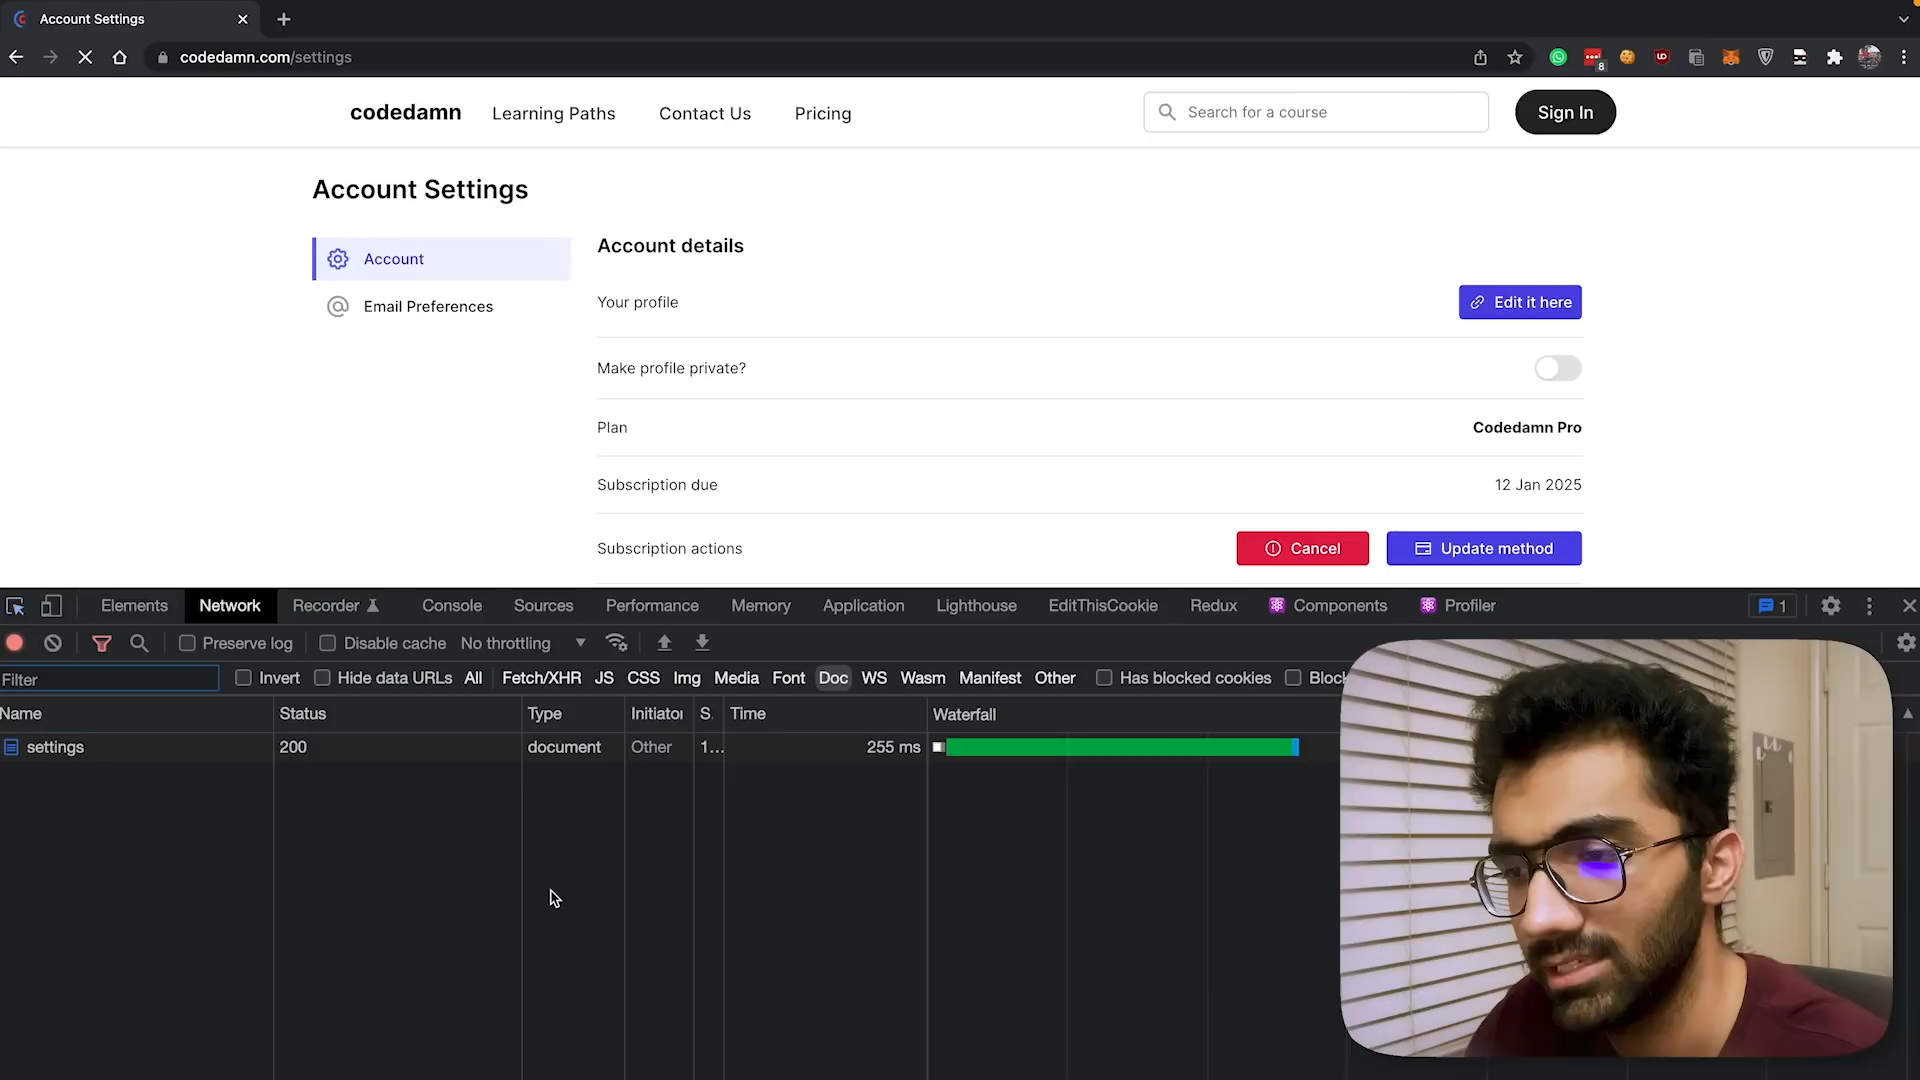 Account Settings
codedamn.com/settings
8
codedamn Learning Paths Contact Us Pricing Search for a course Sign In
Account Settings
Account
Email Preferences
Account details
Your profile Edit it here
Make profile private?
Plan Codedamn Pro
Subscription due 12 Jan 2025
Subscription actions Cancel Update method
Elements Network Recorder Console Sources Performance Memory Application Lighthouse EditThisCookie Redux Components Profiler 1
Preserve log Disable cache No throttling
Filter Invert Hide data URLs All Fetch/XHR JS CSS Img Media Font Doc WS Wasm Manifest Other Has blocked cookies Block
Name Status Type Initiator S. Time Waterfall
settings 200 document Other 1... 255 ms